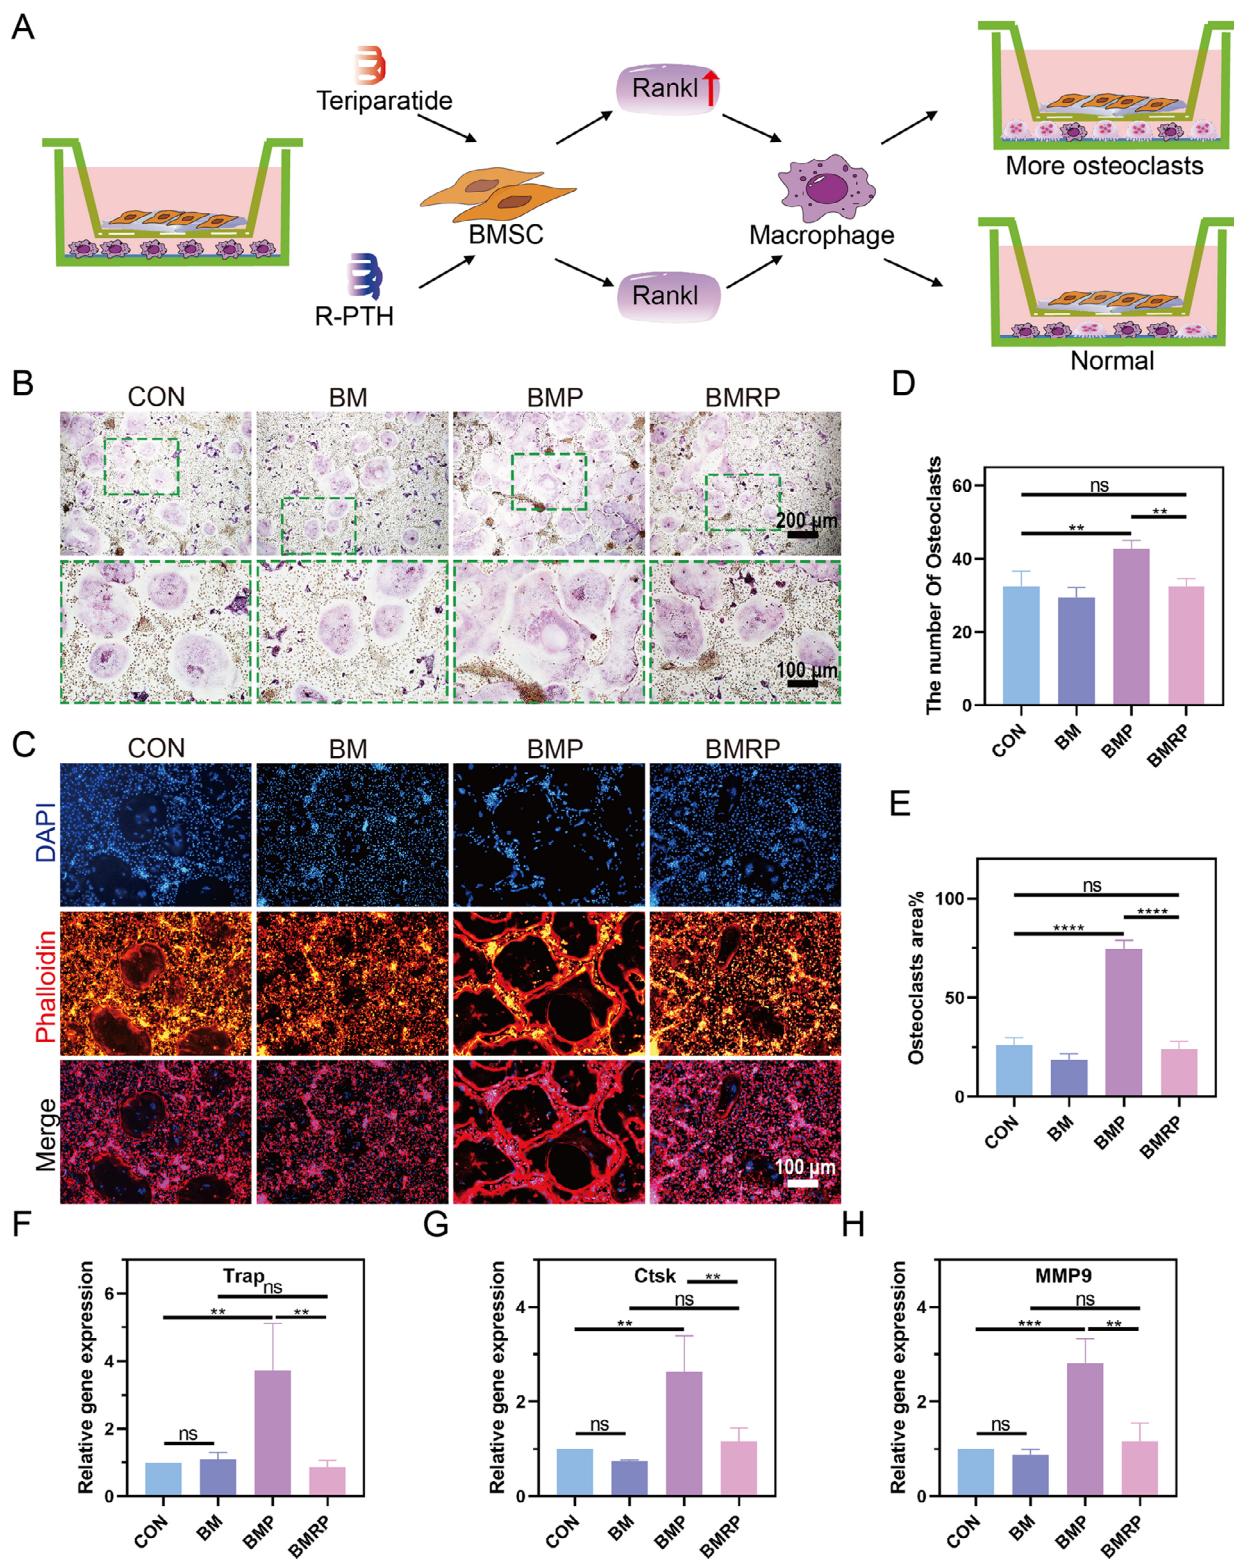 A
Teriparatide
R-PTH
BMSC
Rankl
Rankl
Macrophage
More osteoclasts
Normal
B
CON BM BMP BMRP
200 µm
100 µm
C
CON BM BMP BMRP
DAPI
Phalloidin
Merge
100 µm
D
The number Of Osteoclasts
60
40
20
0
ns
**
**
CON BM BMP BMRP
E
Osteoclasts area%
100
50
0
ns
****
****
CON BM BMP BMRP
F
Trap
Relative gene expression
6
4
2
0
ns
**
**
ns
CON BM BMP BMRP
G
Ctsk
Relative gene expression
4
2
0
**
ns
**
ns
CON BM BMP BMRP
H
MMP9
Relative gene expression
4
2
0
ns
***
**
ns
CON BM BMP BMRP